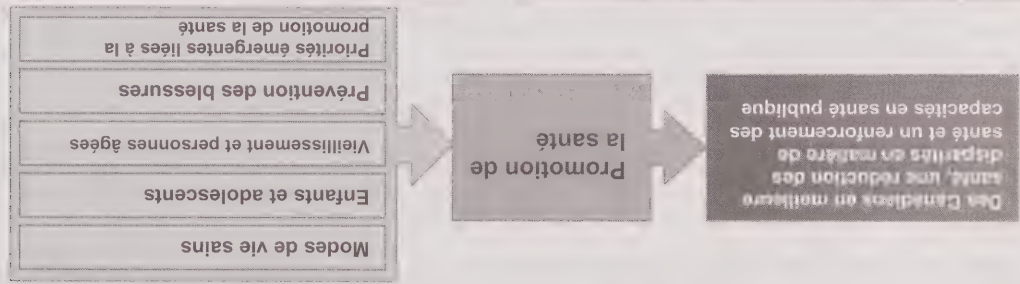 Des Canadiens en meilleure
santé, une réduction des
disparités en matière de
santé et un renforcement des
capacités en santé publique
Promotion de
la santé
Modes de vie sains
Enfants et adolescents
Vieillissement et personnes âgées
Prévention des blessures
Priorités émergentes liées à la
promotion de la santé